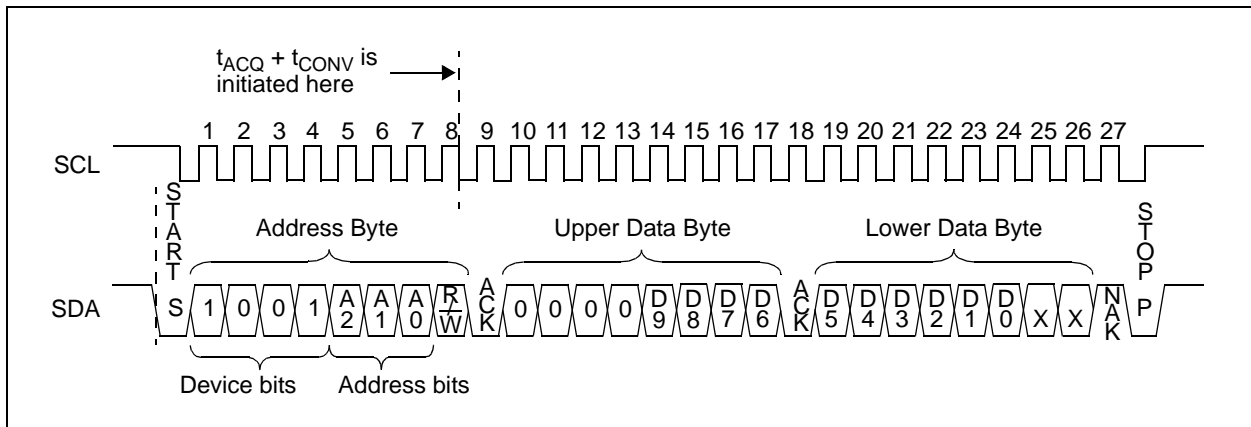 tACQ + tCONV is
initiated here
1 2 3 4 5 6 7 8 9 10 11 12 13 14 15 16 17 18 19 20 21 22 23 24 25 26 27
SCL
START
STOP
Address Byte
Upper Data Byte
Lower Data Byte
SDA
S 1 0 0 1 A2 A1 A0 R/W ACK 0 0 0 0 D9 D8 D7 D6 ACK D5 D4 D3 D2 D1 D0 X X NAK P
Device bits
Address bits